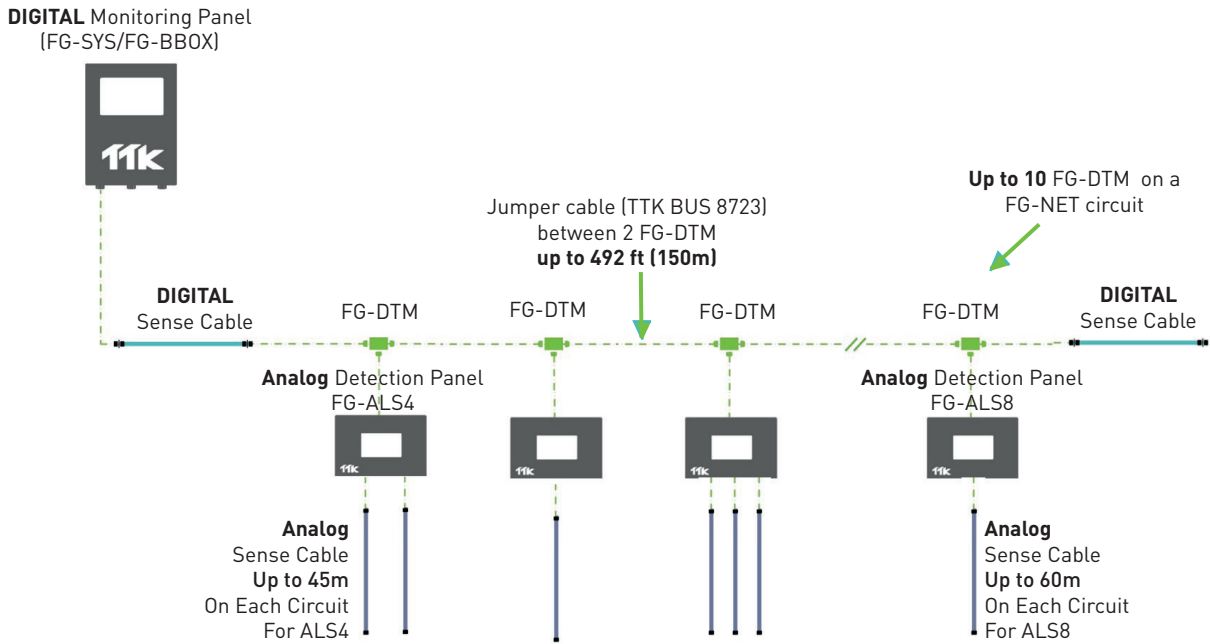 DIGITAL Monitoring Panel
(FG-SYS/FG-BBOX)
TTK
Jumper cable (TTK BUS 8723)
between 2 FG-DTM
up to 492 ft (150m)
Up to 10 FG-DTM on a
FG-NET circuit
DIGITAL
Sense Cable
FG-DTM
FG-DTM
FG-DTM
FG-DTM
DIGITAL
Sense Cable
Analog Detection Panel
FG-ALS4
Analog Detection Panel
FG-ALS8
TTK
TTK
TTK
TTK
Analog
Sense Cable
Up to 45m
On Each Circuit
For ALS4
Analog
Sense Cable
Up to 60m
On Each Circuit
For ALS8